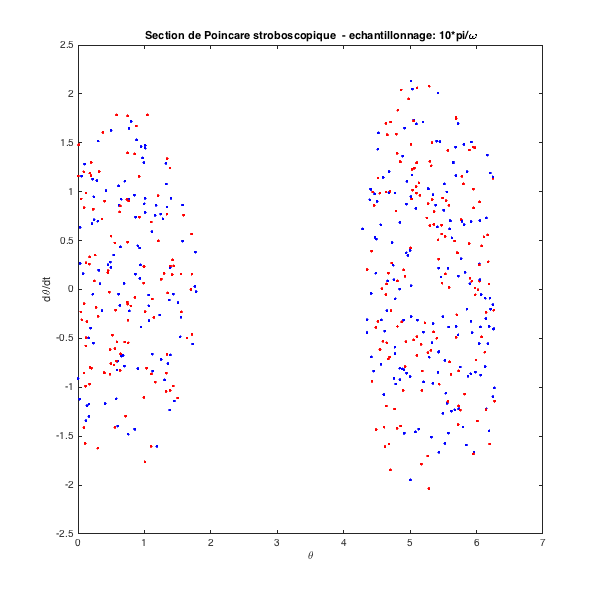 Section de Poincare stroboscopique - echantillonnage: 10*pi/ω
2.5
2
1.5
1
0.5
0
-0.5
-1
-1.5
-2
-2.5
dθ/dt
0 1 2 3 4 5 6 7
θ